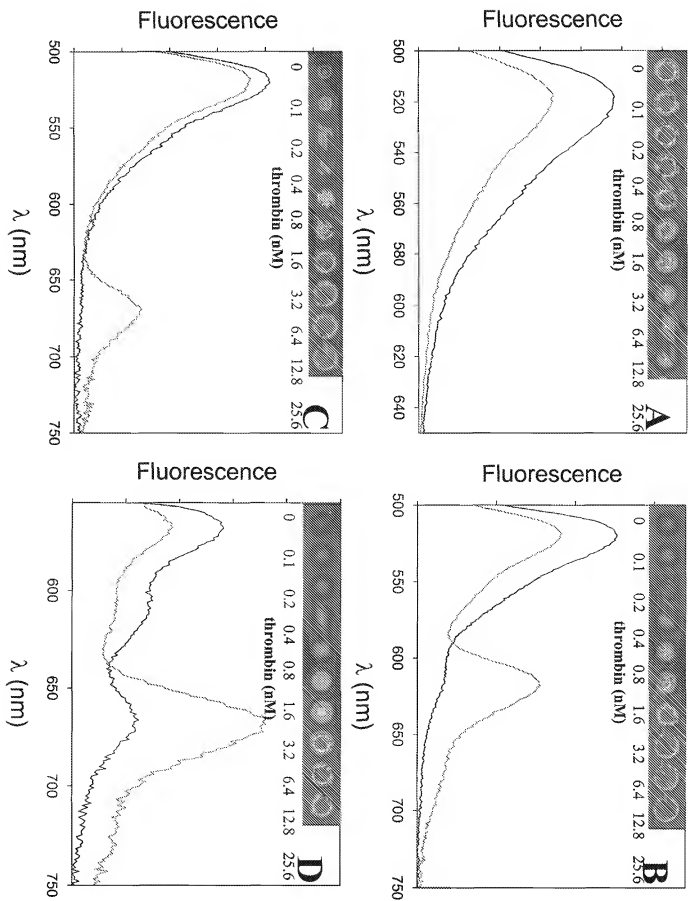 A
0 0.1 0.2 0.4 0.8 1.6 3.2 6.4 12.8 25.6
thrombin (nM)
Fluorescence
500 520 540 560 580 600 620 640
λ (nm)
B
0 0.1 0.2 0.4 0.8 1.6 3.2 6.4 12.8 25.6
thrombin (nM)
Fluorescence
500 550 600 650 700 750
λ (nm)
C
0 0.1 0.2 0.4 0.8 1.6 3.2 6.4 12.8 25.6
thrombin (nM)
Fluorescence
500 550 600 650 700 750
λ (nm)
D
0 0.1 0.2 0.4 0.8 1.6 3.2 6.4 12.8 25.6
thrombin (nM)
Fluorescence
600 650 700 750
λ (nm)